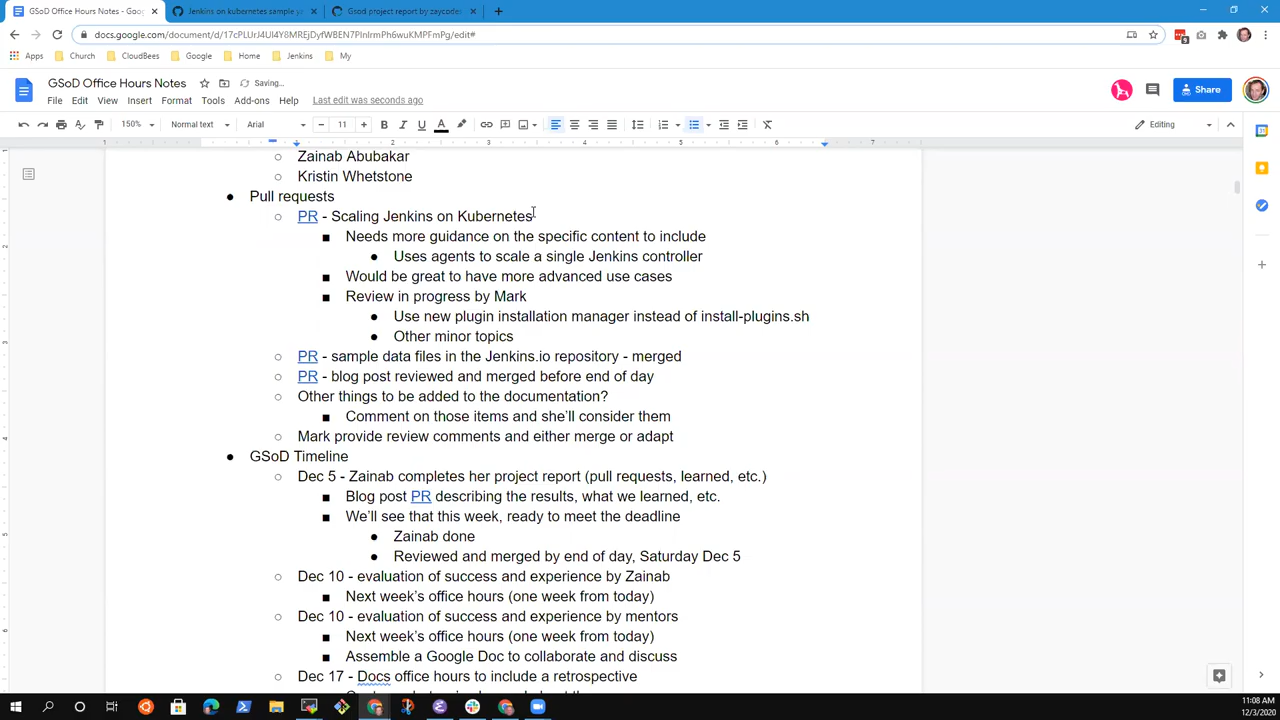 GSoD Office Hours Notes - Goo
Jenkins on kubernetes sample ya
Gsod project report by zaycodes
docs.google.com/document/d/17cPLUrJ4Ul4Y8MREjDyfWBEN7PlnlrmPh6wuKMPFmPg/edit#
Apps
Church
CloudBees
Google
Home
Jenkins
My
GSoD Office Hours Notes
Saving...
File Edit View Insert Format Tools Add-ons Help Last edit was seconds ago
Share
150% Normal text Arial 11 Editing
1 2 3 4 5 6 7
Zainab Abubakar
Kristin Whetstone
Pull requests
PR - Scaling Jenkins on Kubernetes
Needs more guidance on the specific content to include
Uses agents to scale a single Jenkins controller
Would be great to have more advanced use cases
Review in progress by Mark
Use new plugin installation manager instead of install-plugins.sh
Other minor topics
PR - sample data files in the Jenkins.io repository - merged
PR - blog post reviewed and merged before end of day
Other things to be added to the documentation?
Comment on those items and she'll consider them
Mark provide review comments and either merge or adapt
GSoD Timeline
Dec 5 - Zainab completes her project report (pull requests, learned, etc.)
Blog post PR describing the results, what we learned, etc.
We'll see that this week, ready to meet the deadline
Zainab done
Reviewed and merged by end of day, Saturday Dec 5
Dec 10 - evaluation of success and experience by Zainab
Next week's office hours (one week from today)
Dec 10 - evaluation of success and experience by mentors
Next week's office hours (one week from today)
Assemble a Google Doc to collaborate and discuss
Dec 17 - Docs office hours to include a retrospective
11:08 AM
12/3/2020